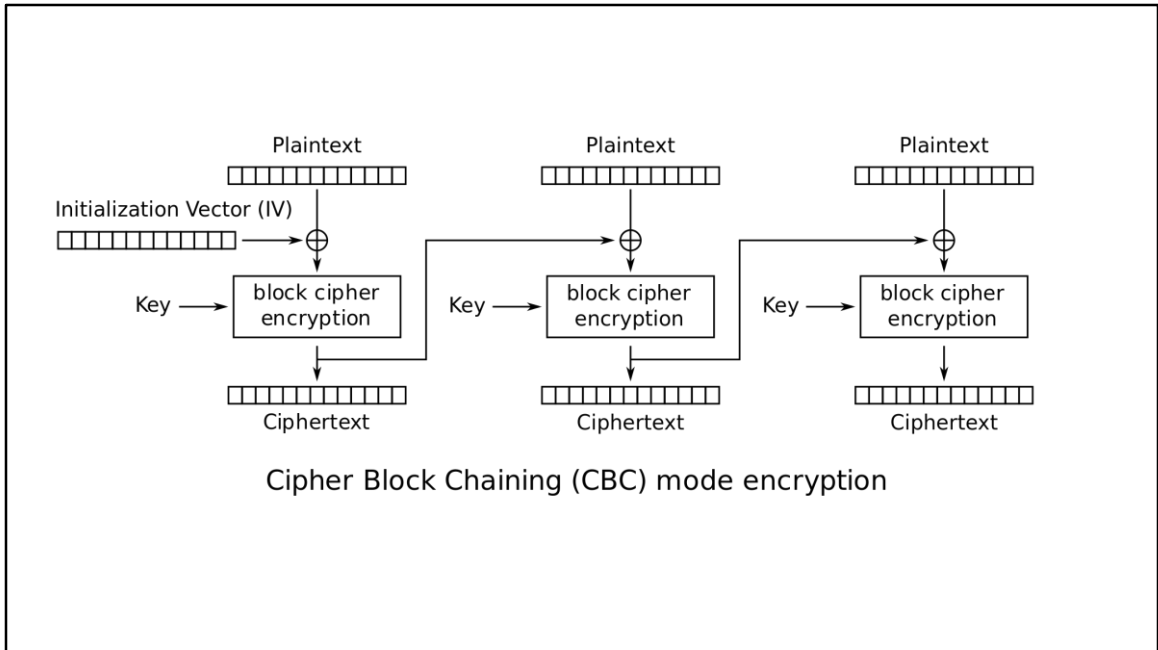 Plaintext
Plaintext
Plaintext
Initialization Vector (IV)
Key
block cipher
encryption
Key
block cipher
encryption
Key
block cipher
encryption
Ciphertext
Ciphertext
Ciphertext
Cipher Block Chaining (CBC) mode encryption